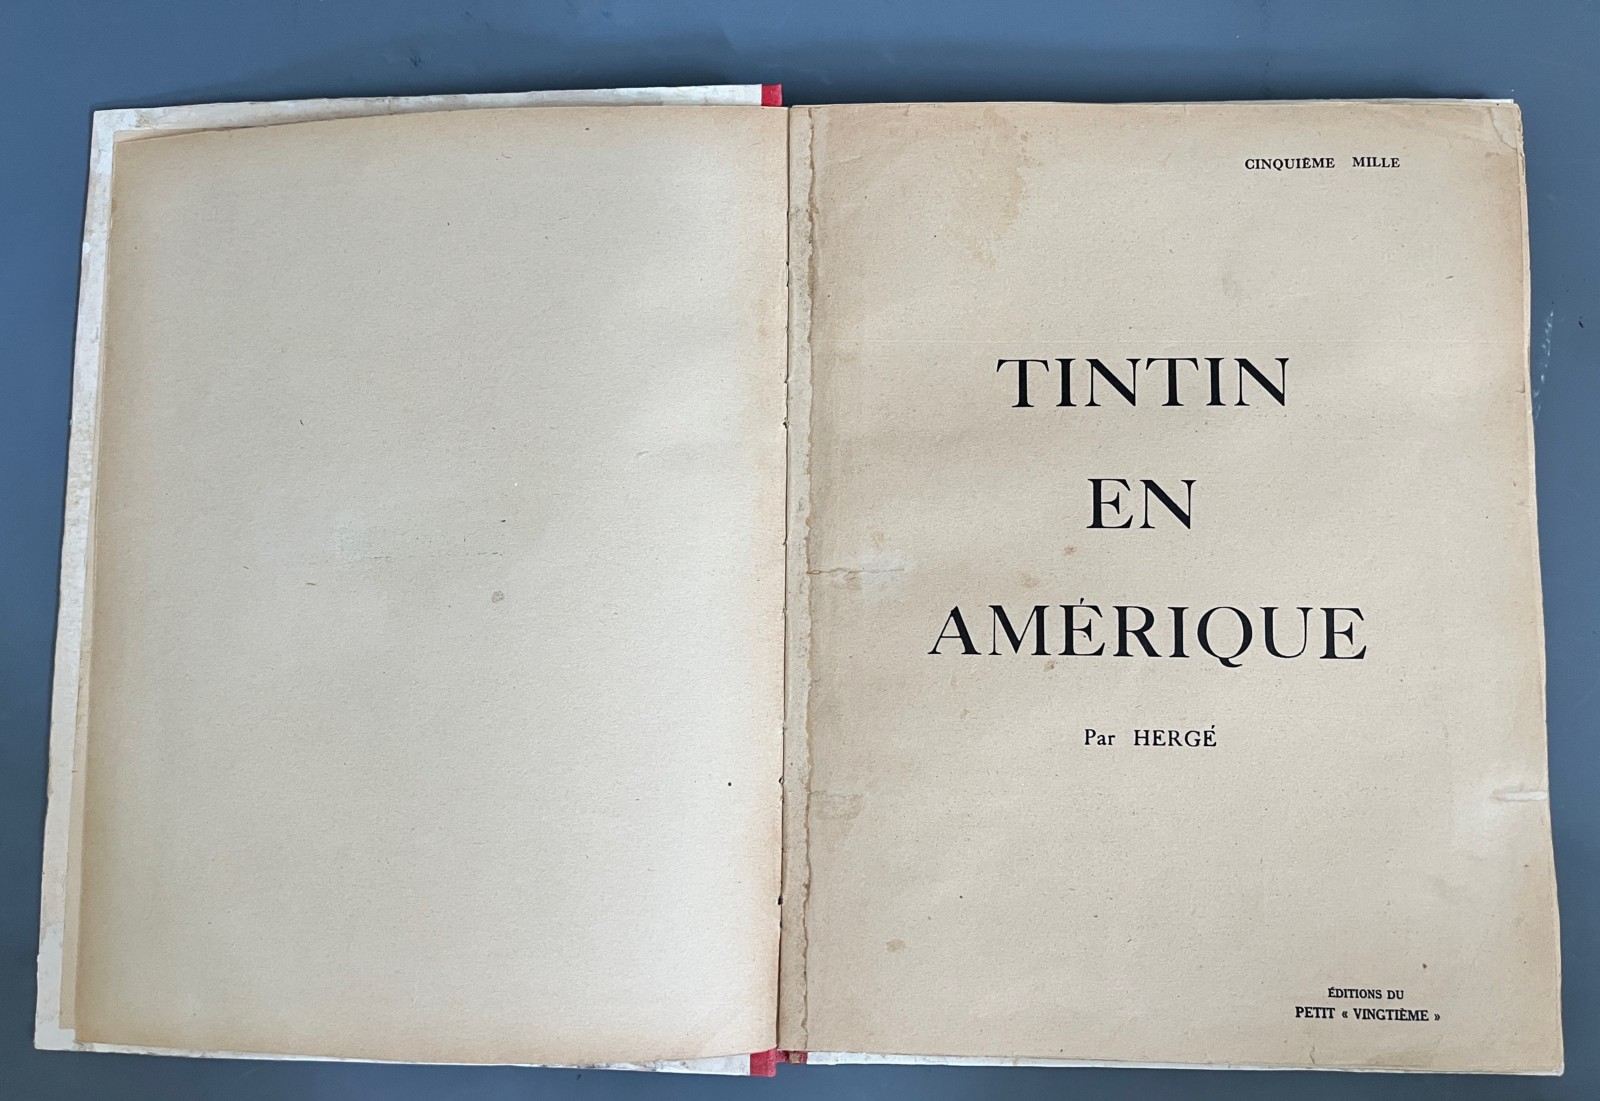 CINQUIÈME MILLE
TINTIN
EN
AMÉRIQUE
Par HERGÉ
ÉDITIONS DU
PETIT « VINGTIÈME »